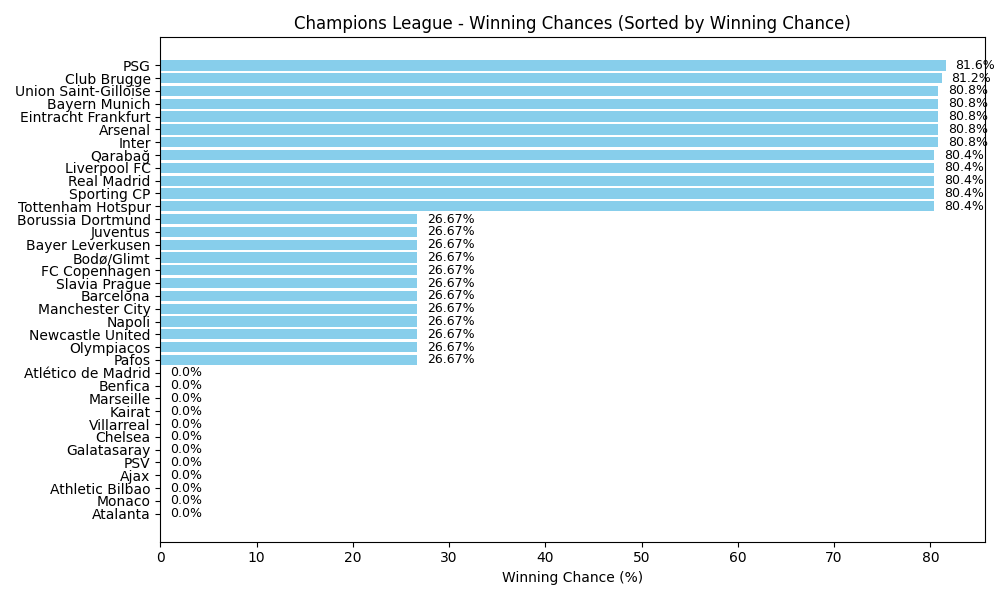 Champions League - Winning Chances (Sorted by Winning Chance)
PSG 81.6%
Club Brugge 81.2%
Union Saint-Gilloise 80.8%
Bayern Munich 80.8%
Eintracht Frankfurt 80.8%
Arsenal 80.8%
Inter 80.8%
Qarabağ 80.4%
Liverpool FC 80.4%
Real Madrid 80.4%
Sporting CP 80.4%
Tottenham Hotspur 80.4%
Borussia Dortmund 26.67%
Juventus 26.67%
Bayer Leverkusen 26.67%
Bodø/Glimt 26.67%
FC Copenhagen 26.67%
Slavia Prague 26.67%
Barcelona 26.67%
Manchester City 26.67%
Napoli 26.67%
Newcastle United 26.67%
Olympiacos 26.67%
Pafos 26.67%
Atlético de Madrid 0.0%
Benfica 0.0%
Marseille 0.0%
Kairat 0.0%
Villarreal 0.0%
Chelsea 0.0%
Galatasaray 0.0%
PSV 0.0%
Ajax 0.0%
Athletic Bilbao 0.0%
Monaco 0.0%
Atalanta 0.0%
0 10 20 30 40 50 60 70 80
Winning Chance (%)